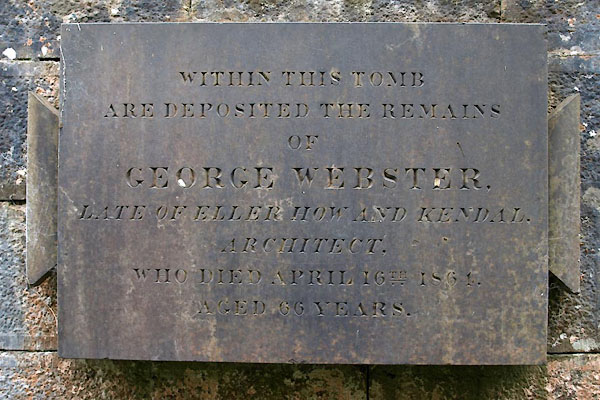 WITHIN THIS TOMB
ARE DEPOSITED THE REMAINS
OF
GEORGE WEBSTER.
LATE OF ELLER HOW AND KENDAL.
ARCHITECT.
WHO DIED APRIL 16TH 1864.
AGED 66 YEARS.